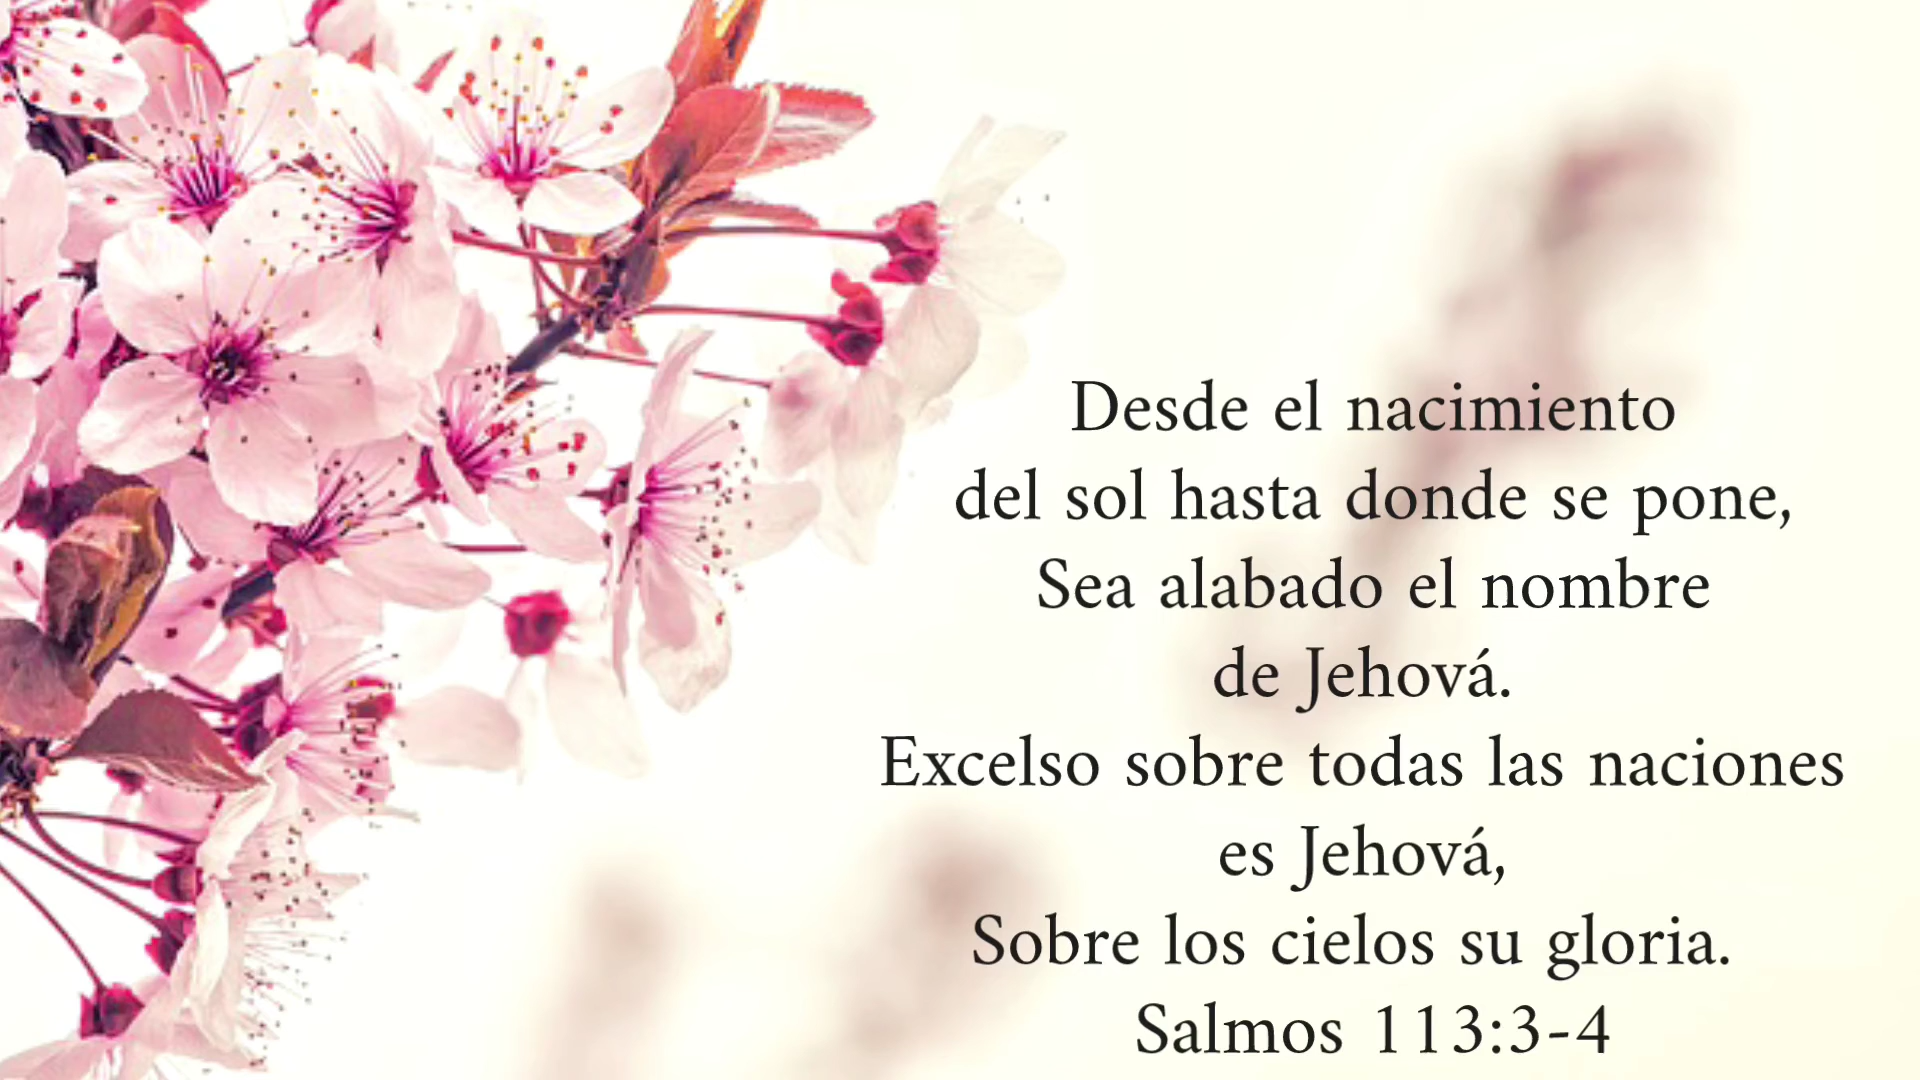 Desde el nacimiento
del sol hasta donde se pone,
Sea alabado el nombre
de Jehová.
Excelso sobre todas las naciones
es Jehová,
Sobre los cielos su gloria.
Salmos 113:3-4